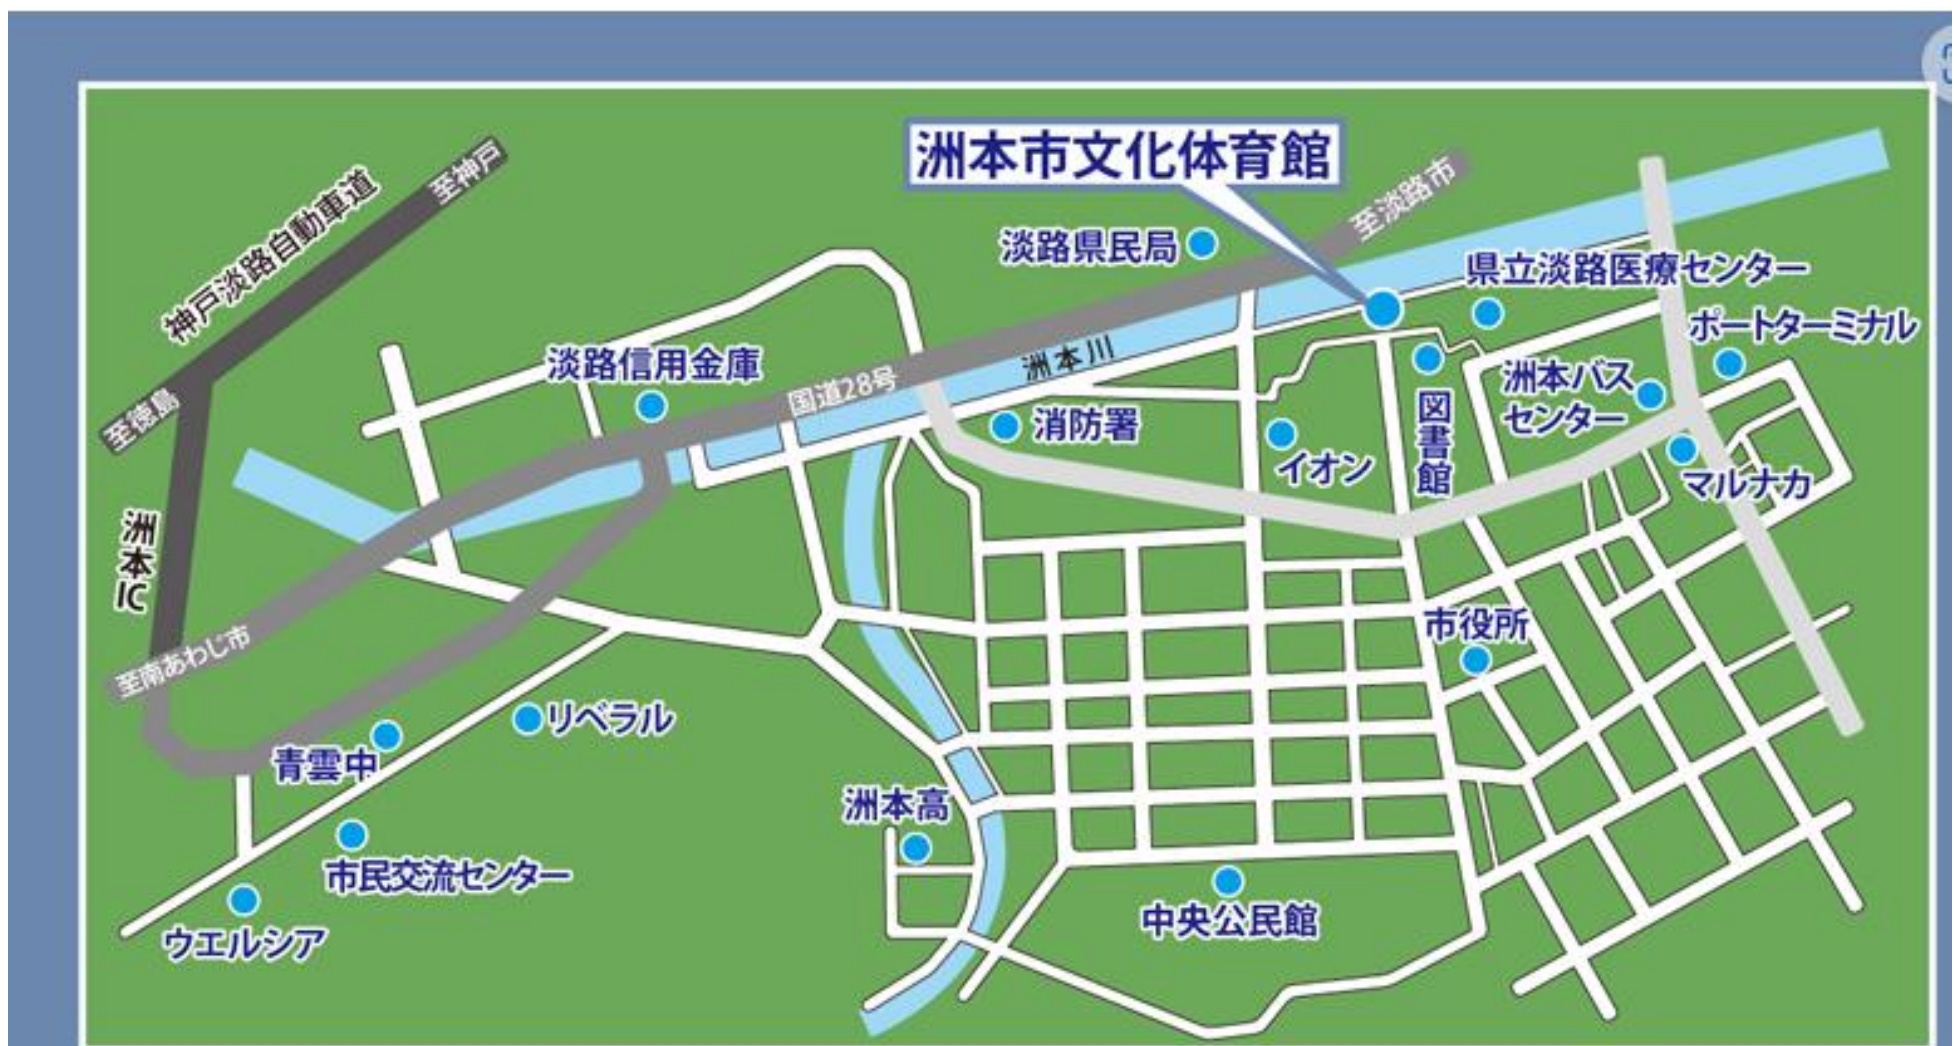 洲本市文化体育館
至神戸
神戸淡路自動車道
至淡路市
淡路県民局
県立淡路医療センター
ポートターミナル
洲本川
淡路信用金庫
国道28号
洲本バス
センター
至徳島
消防署
図書館
イオン
マルナカ
洲本IC
市役所
至南あわじ市
リベラル
青雲中
洲本高
市民交流センター
中央公民館
ウエルシア